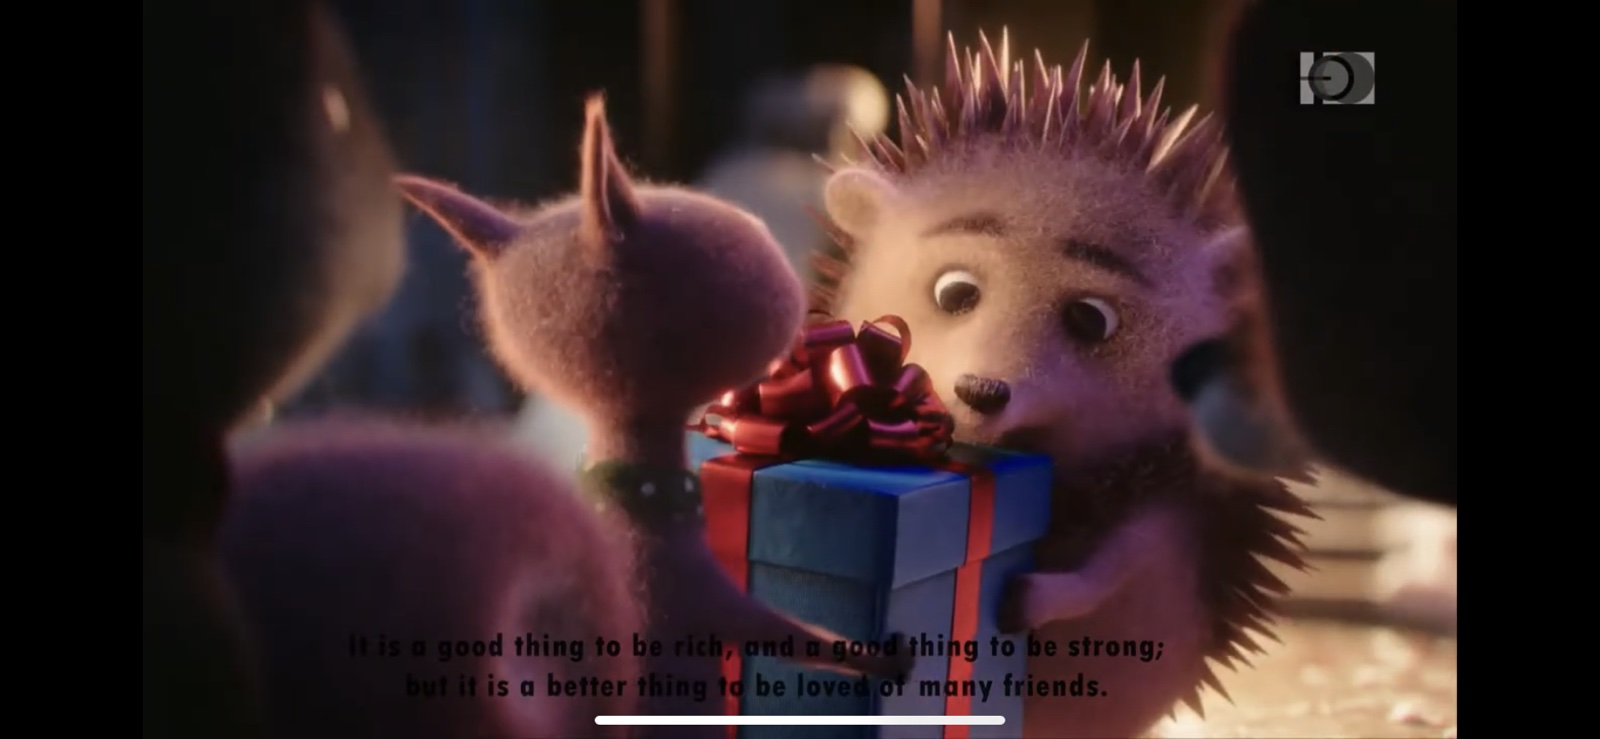 It is a good thing to be rich, and a good thing to be strong;
but it is a better thing to be loved of many friends.